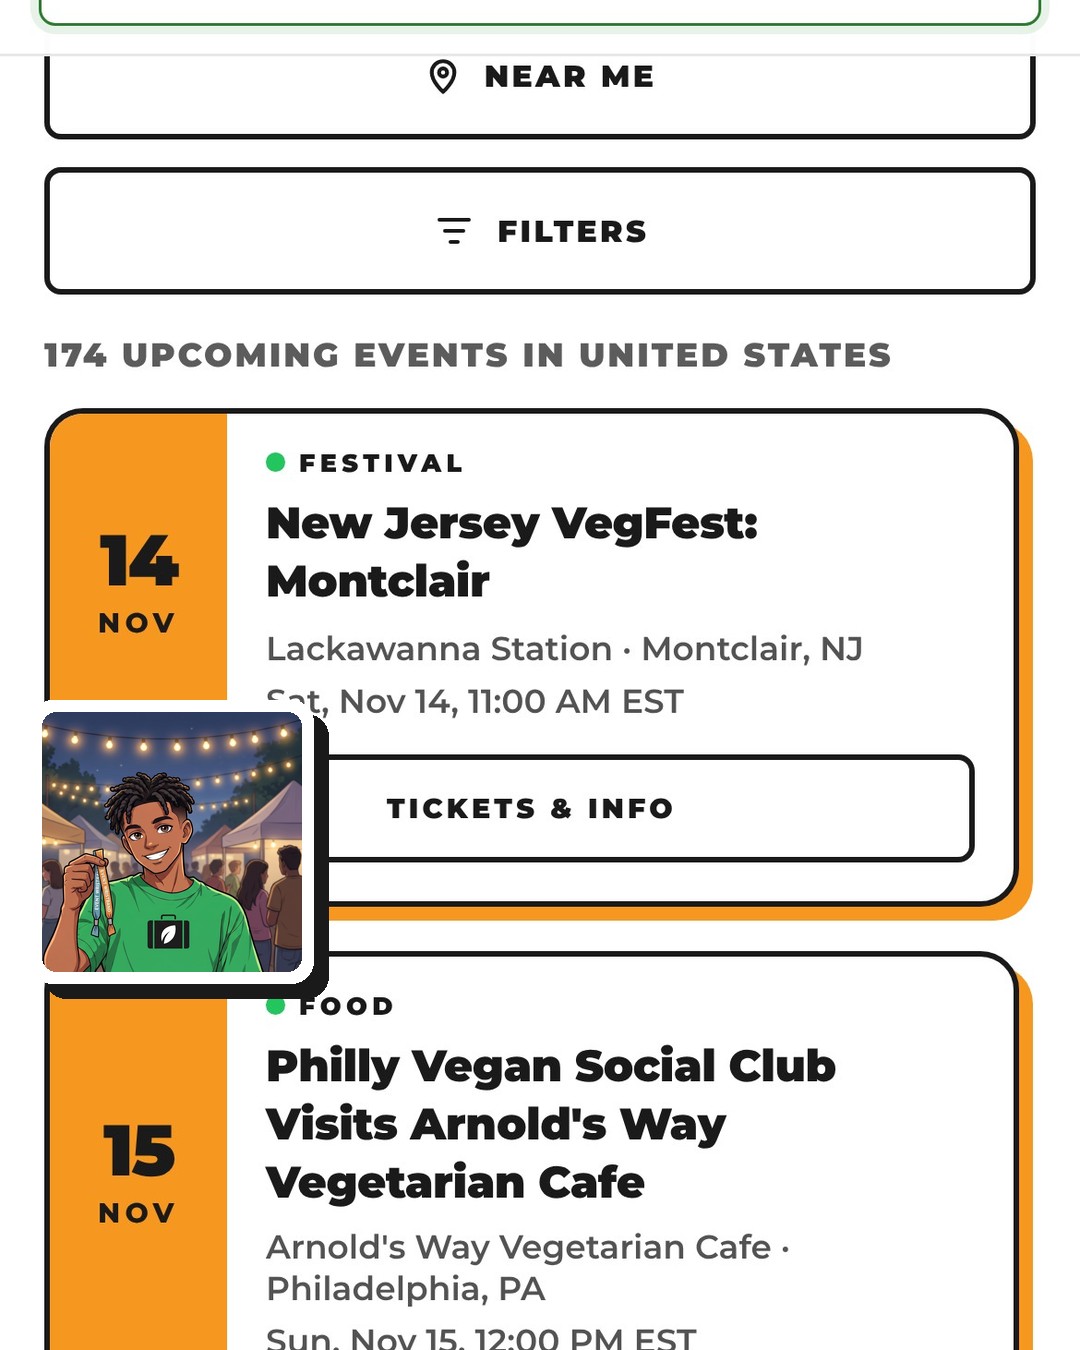 NEAR ME
FILTERS
174 UPCOMING EVENTS IN UNITED STATES
14
NOV
FESTIVAL
New Jersey VegFest:
Montclair
Lackawanna Station · Montclair, NJ
Sat, Nov 14, 11:00 AM EST
TICKETS & INFO
15
NOV
FOOD
Philly Vegan Social Club
Visits Arnold's Way
Vegetarian Cafe
Arnold's Way Vegetarian Cafe ·
Philadelphia, PA
Sun, Nov 15, 12:00 PM EST